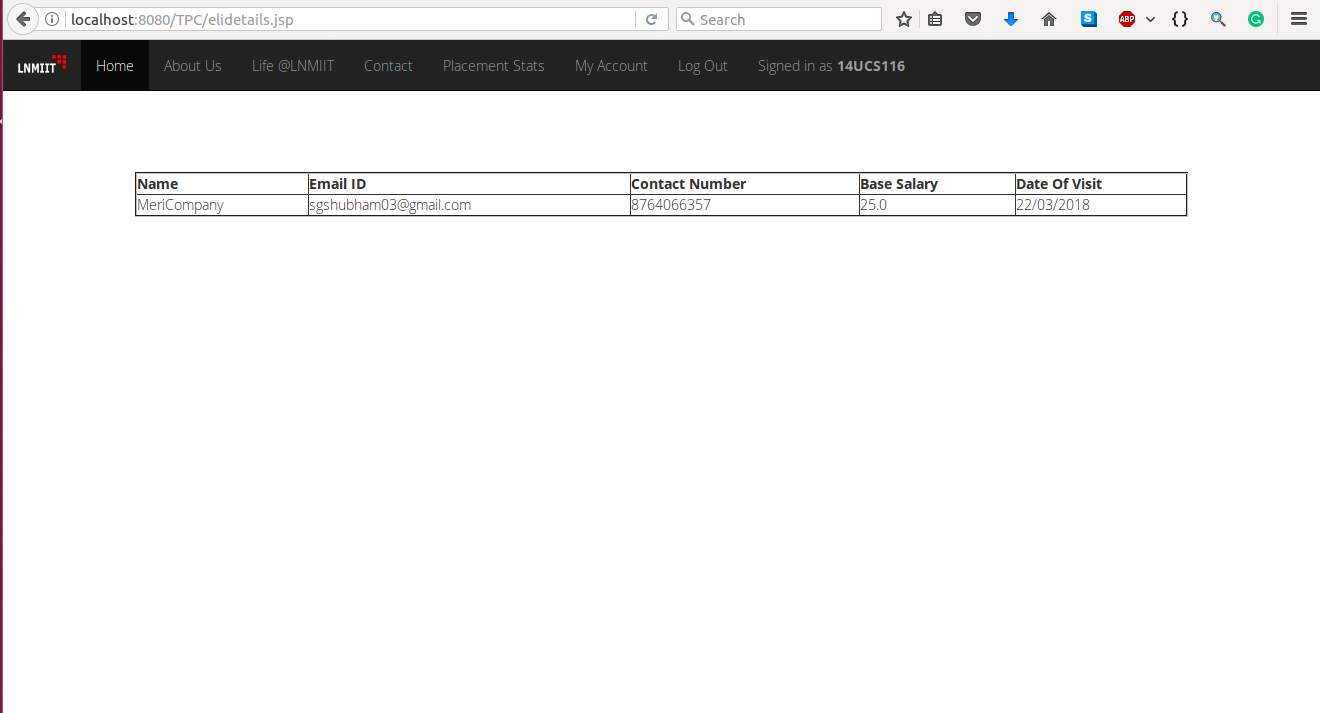 localhost:8080/TPC/elidetails.jsp Search S ABP {}
LNMIIT Home About Us Life @LNMIIT Contact Placement Stats My Account Log Out Signed in as 14UCS116
Name Email ID Contact Number Base Salary Date Of Visit
MeriCompany sgshubham03@gmail.com 8764066357 25.0 22/03/2018